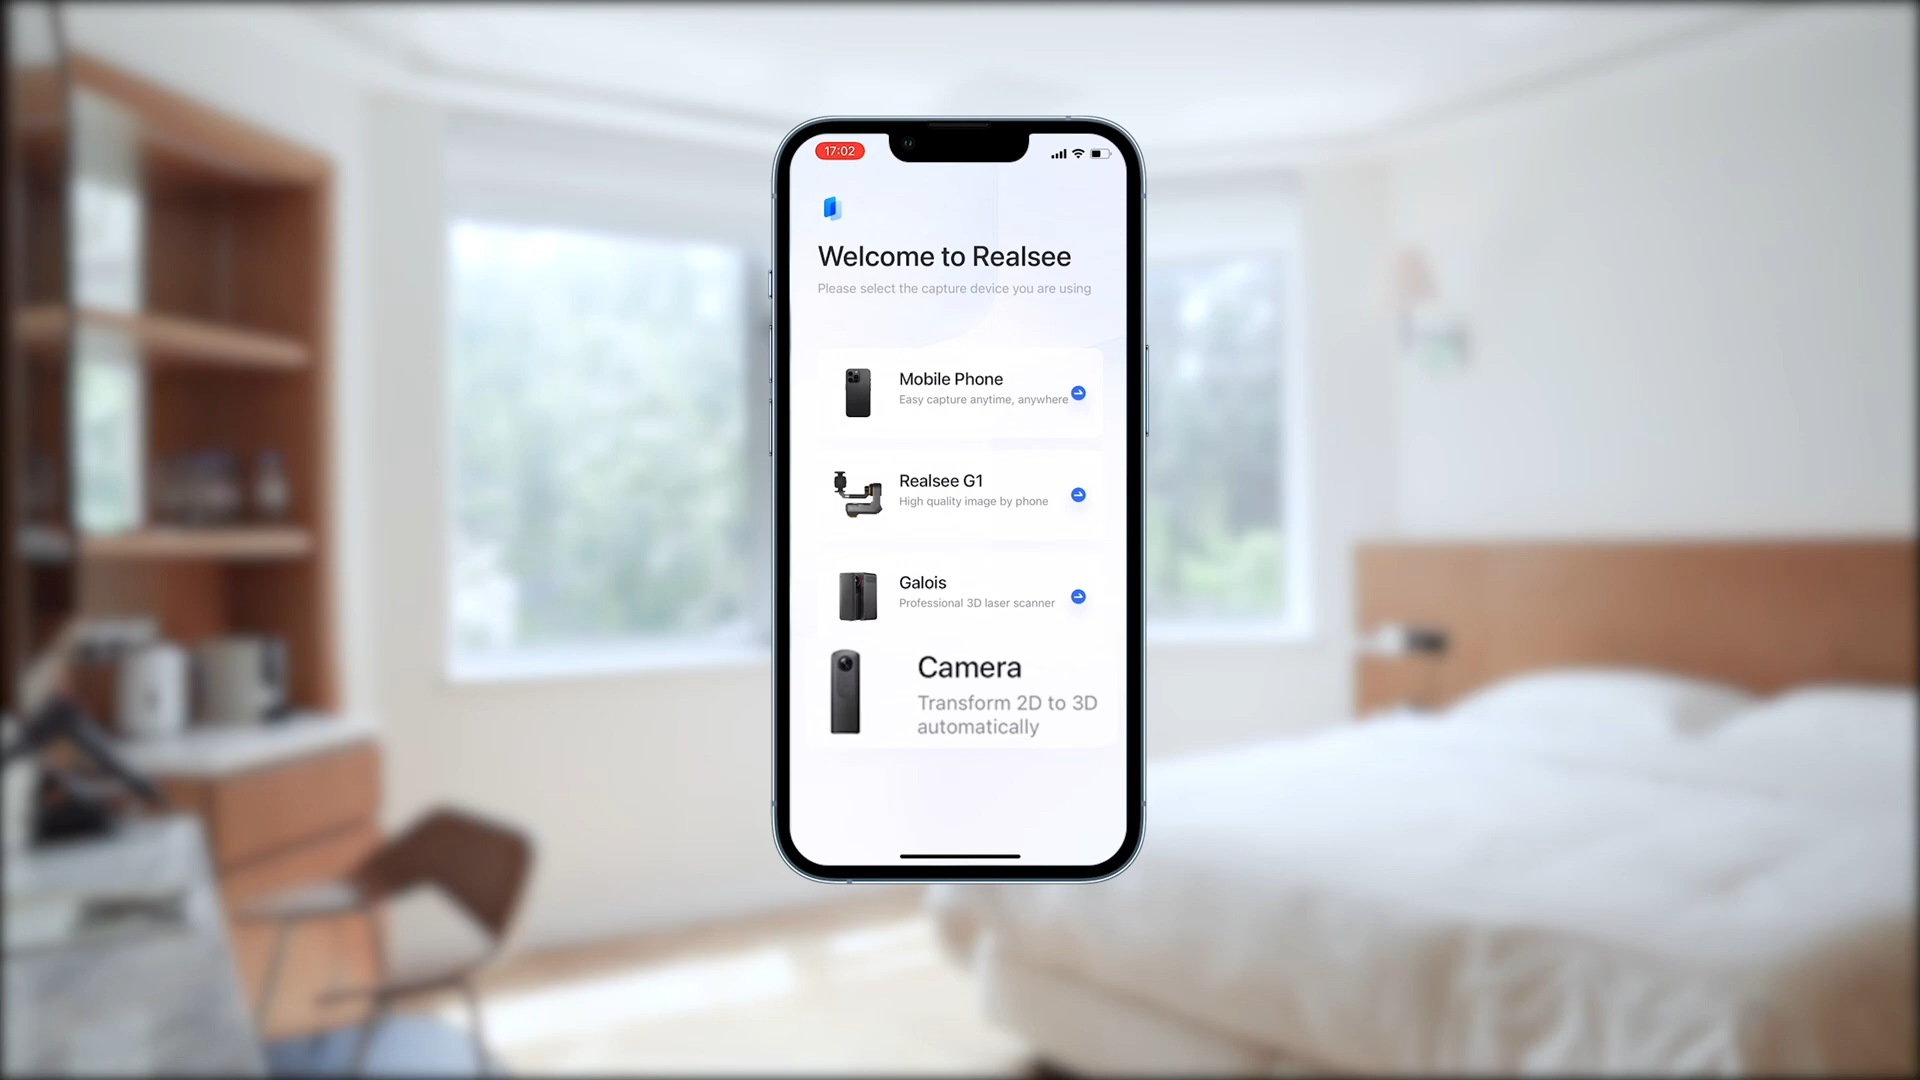 17:02
Welcome to Realsee
Please select the capture device you are using
Mobile Phone
Easy capture anytime, anywhere
Realsee G1
High quality image by phone
Galois
Professional 3D laser scanner
Camera
Transform 2D to 3D
automatically